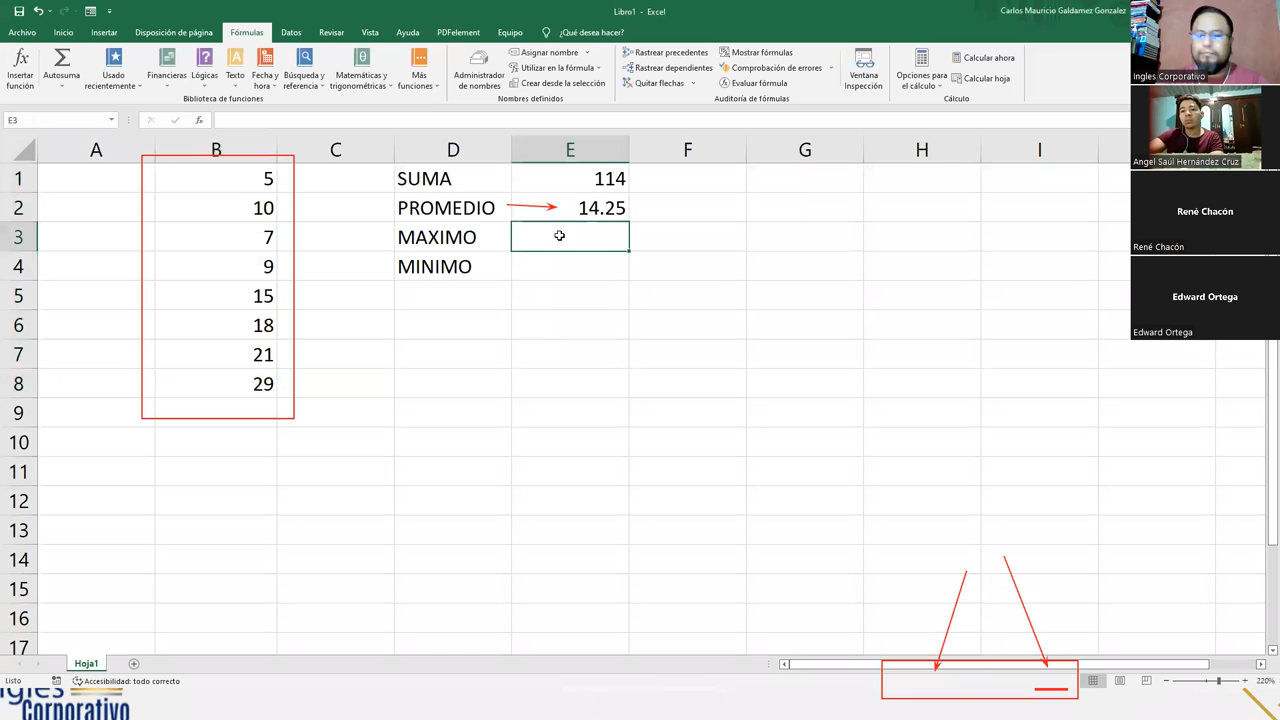 Libro1 - Excel
Carlos Mauricio Galdamez Gonzalez
Archivo Inicio Insertar Disposición de página Fórmulas Datos Revisar Vista Ayuda PDFelement Equipo ¿Qué desea hacer?
Insertar función
Autosuma
Usado recientemente
Financieras
Lógicas
Texto
Fecha y hora
Búsqueda y referencia
Matemáticas y trigonométricas
Más funciones
Biblioteca de funciones
Administrador de nombres
Asignar nombre
Utilizar en la fórmula
Crear desde la selección
Nombres definidos
Rastrear precedentes
Rastrear dependientes
Quitar flechas
Mostrar fórmulas
Comprobación de errores
Evaluar fórmula
Auditoría de fórmulas
Ventana Inspección
Opciones para el cálculo
Calcular ahora
Calcular hoja
Cálculo
E3 fx
A B C D E F G H I
1 5 SUMA 114
2 10 PROMEDIO 14.25
3 7 MAXIMO
4 9 MINIMO
5 15
6 18
7 21
8 29
9
10
11
12
13
14
15
16
17
Ingles Corporativo
Angel Saúl Hernández Cruz
René Chacón
René Chacón
Edward Ortega
Edward Ortega
Hoja1
Listo Accesibilidad: todo correcto 220%
Ingles
Corporativo